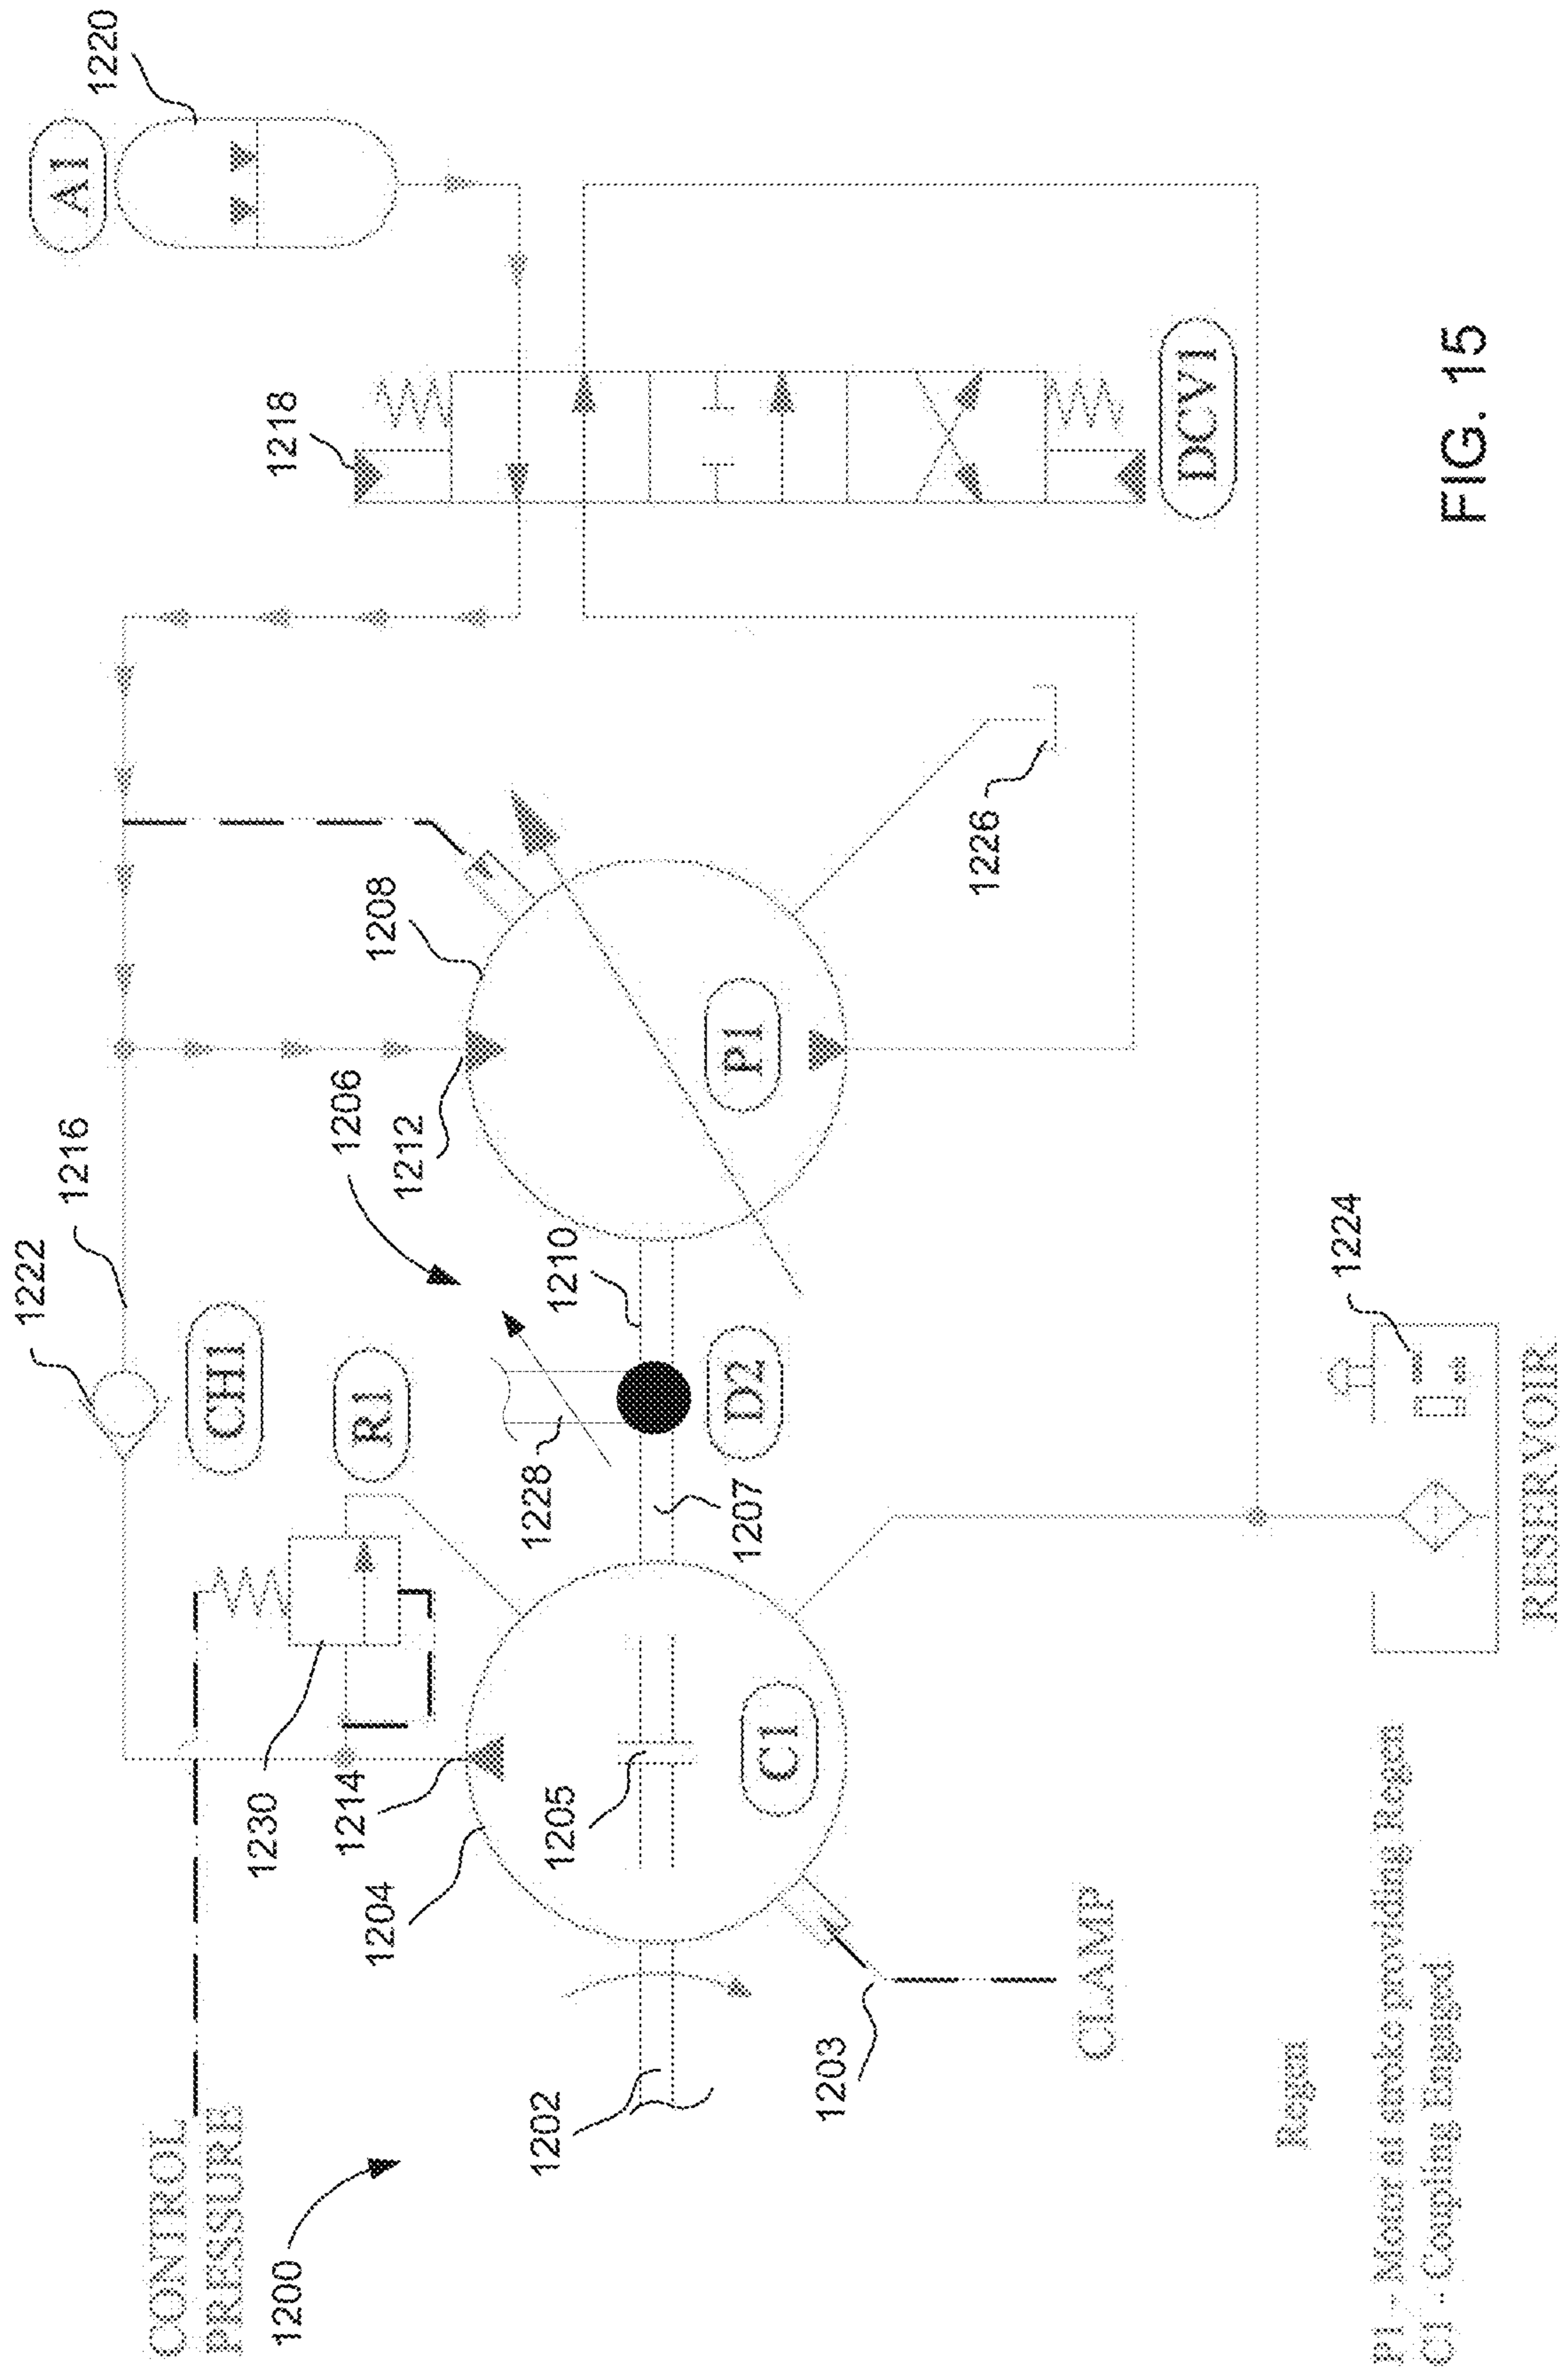 CONTROL
PRESSURE
1200
1222
CH1
1216
A1
1220
1230
R1
1214
1204
1206
1212
1208
1218
1228
1210
1205
1202
1207
D2
P1
C1
1203
CLAMP
1226
DCV1
1224
RESERVOIR
Regen
P1 - Motor at stroke providing Regen
C1 - Coupling Engaged
FIG. 15